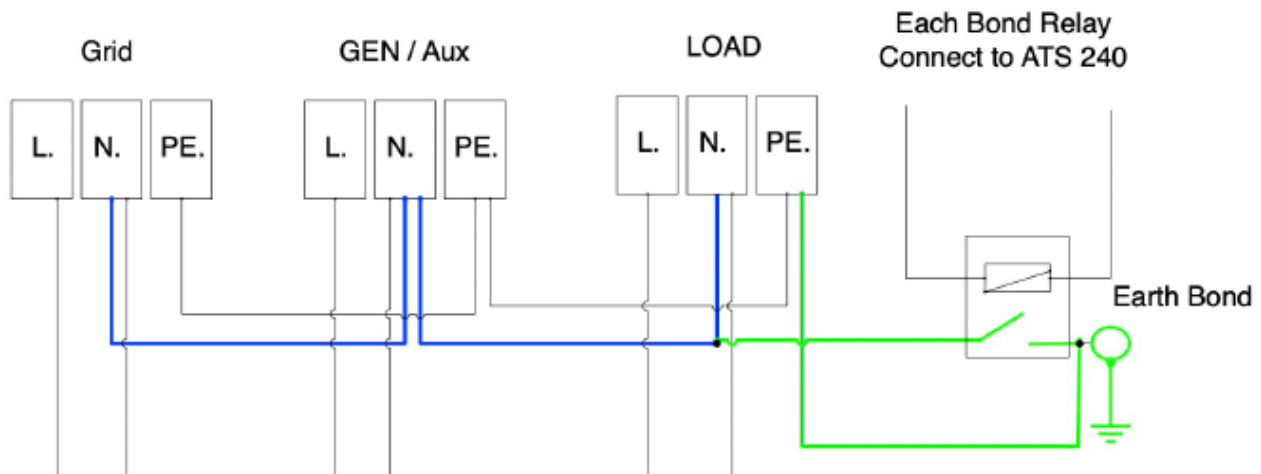 Grid
GEN / Aux
LOAD
Each Bond Relay
Connect to ATS 240
L.
N.
PE.
L.
N.
PE.
L.
N.
PE.
Earth Bond